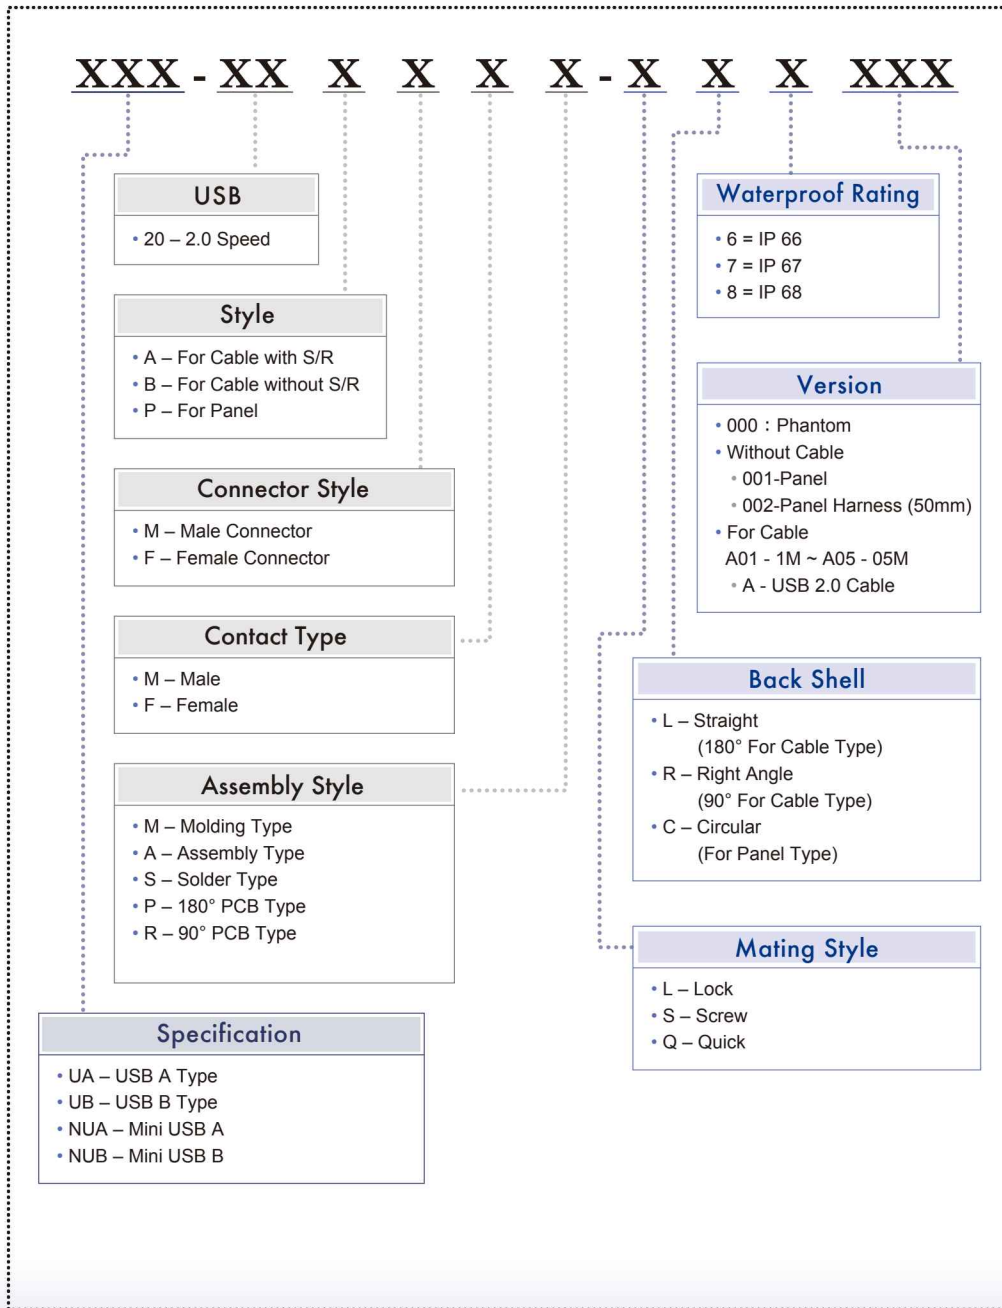 XXX - XX X X X X - X X X XXX
USB
• 20 – 2.0 Speed
Style
• A – For Cable with S/R
• B – For Cable without S/R
• P – For Panel
Connector Style
• M – Male Connector
• F – Female Connector
Contact Type
• M – Male
• F – Female
Assembly Style
• M – Molding Type
• A – Assembly Type
• S – Solder Type
• P – 180° PCB Type
• R – 90° PCB Type
Specification
• UA – USB A Type
• UB – USB B Type
• NUA – Mini USB A
• NUB – Mini USB B
Waterproof Rating
• 6 = IP 66
• 7 = IP 67
• 8 = IP 68
Version
• 000：Phantom
• Without Cable
• 001-Panel
• 002-Panel Harness (50mm)
• For Cable
A01 - 1M ~ A05 - 05M
• A - USB 2.0 Cable
Back Shell
• L – Straight
(180° For Cable Type)
• R – Right Angle
(90° For Cable Type)
• C – Circular
(For Panel Type)
Mating Style
• L – Lock
• S – Screw
• Q – Quick